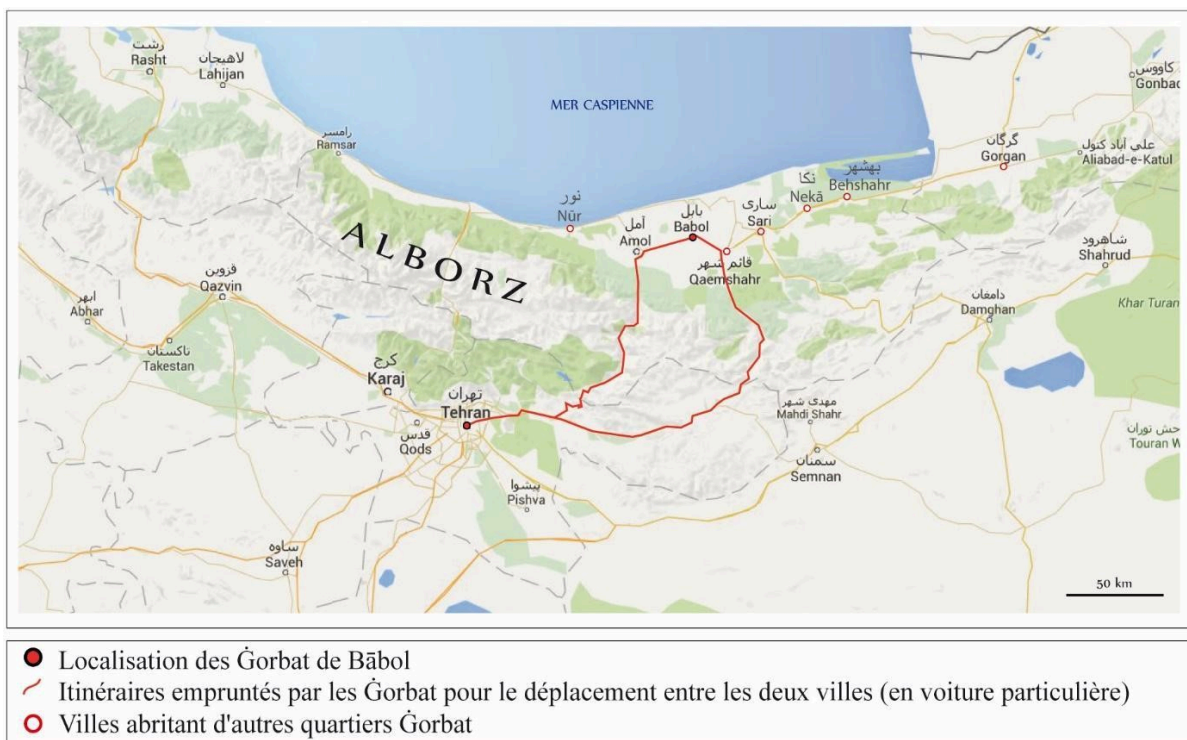 رشت
Rasht
لاهیجان
Lahijan
رامسر
Ramsar
MER CASPIENNE
کاووس
Gonbad
گرگان
Gorgan
علي آباد کتول
Aliabad-e-Katul
بهشهر
Behshahr
نکا
Nekā
ساری
Sari
نور
Nūr
آمل
Amol
بابل
Babol
قائم شهر
Qaemshahr
شاهرود
Shahrud
ALBORZ
قزوین
Qazvin
ابهر
Abhar
تاکستان
Takestan
دامغان
Damghan
Khar Turan
کرج
Karaj
تهران
Tehran
قدس
Qods
مهدی شهر
Mahdi Shahr
سمنان
Semnan
Touran W
پیشوا
Pishva
ساوه
Saveh
50 km
Localisation des Ġorbat de Bābol
Itinéraires empruntés par les Ġorbat pour le déplacement entre les deux villes (en voiture particulière)
Villes abritant d'autres quartiers Ġorbat